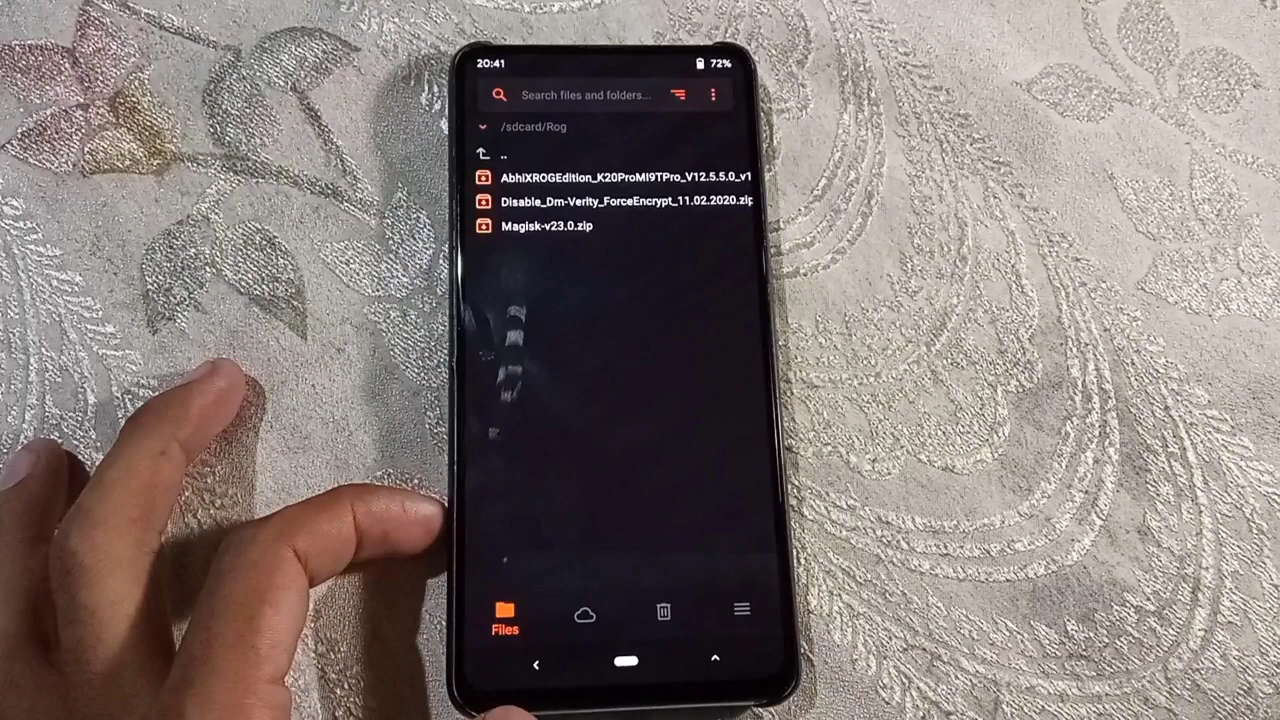 20:41 72%
Search files and folders...
/sdcard/Rog
..
AbhiXROGEdition_K20ProMI9TPro_V12.5.5.0_v1
Disable_Dm-Verity_ForceEncrypt_11.02.2020.zip
Magisk-v23.0.zip
Files